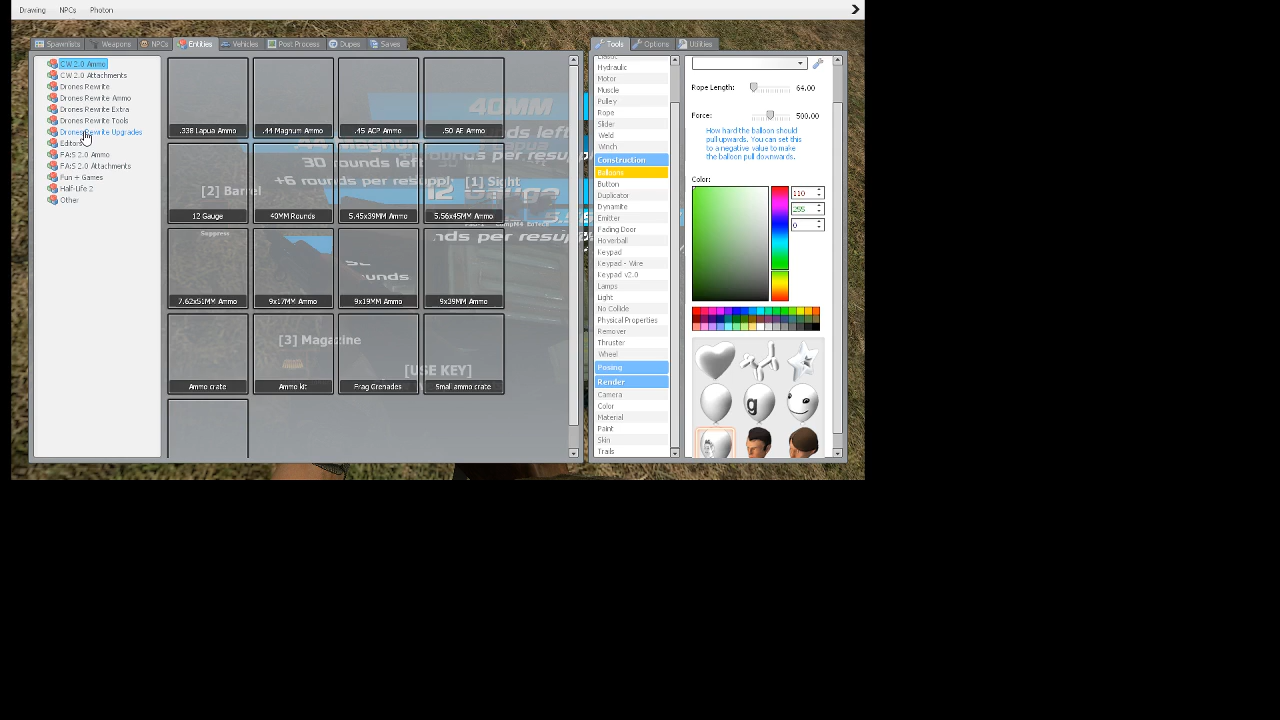 Drawing NPCs Photon
Spawnlists Weapons NPCs Entities Vehicles Post Process Dupes Saves
CW 2.0 Ammo
CW 2.0 Attachments
Drones Rewrite
Drones Rewrite Ammo
Drones Rewrite Extra
Drones Rewrite Tools
Drones Rewrite Upgrades
Editors
FA:S 2.0 Ammo
FA:S 2.0 Attachments
Fun + Games
Half-Life 2
Other
40MM
.338 Lapua Ammo .44 Magnum Ammo .45 ACP Ammo .50 AE Ammo
44 Magnum
30 rounds left
+6 rounds per resupply
[2] Barrel
[1] Sight
12 Gauge 40MM Rounds 5.45x39MM Ammo 5.56x45MM Ammo
Suppress
nds per resup
unds
7.62x51MM Ammo 9x17MM Ammo 9x19MM Ammo 9x39MM Ammo
[3] Magazine
[USE KEY]
Ammo crate Ammo kit Frag Grenades Small ammo crate
Tools Options Utilities
Hydraulic
Motor
Muscle
Pulley
Rope
Slider
Weld
Winch
Construction
Balloons
Button
Duplicator
Dynamite
Emitter
Fading Door
Hoverball
Keypad
Keypad - Wire
Keypad v2.0
Lamps
Light
No Collide
Physical Properties
Remover
Thruster
Wheel
Posing
Render
Camera
Color
Material
Paint
Skin
Trails
Rope Length: 64.00
Force: 500.00
How hard the balloon should
pull upwards. You can set this
to a negative value to make
the balloon pull downwards.
Color:
110
255
0
g